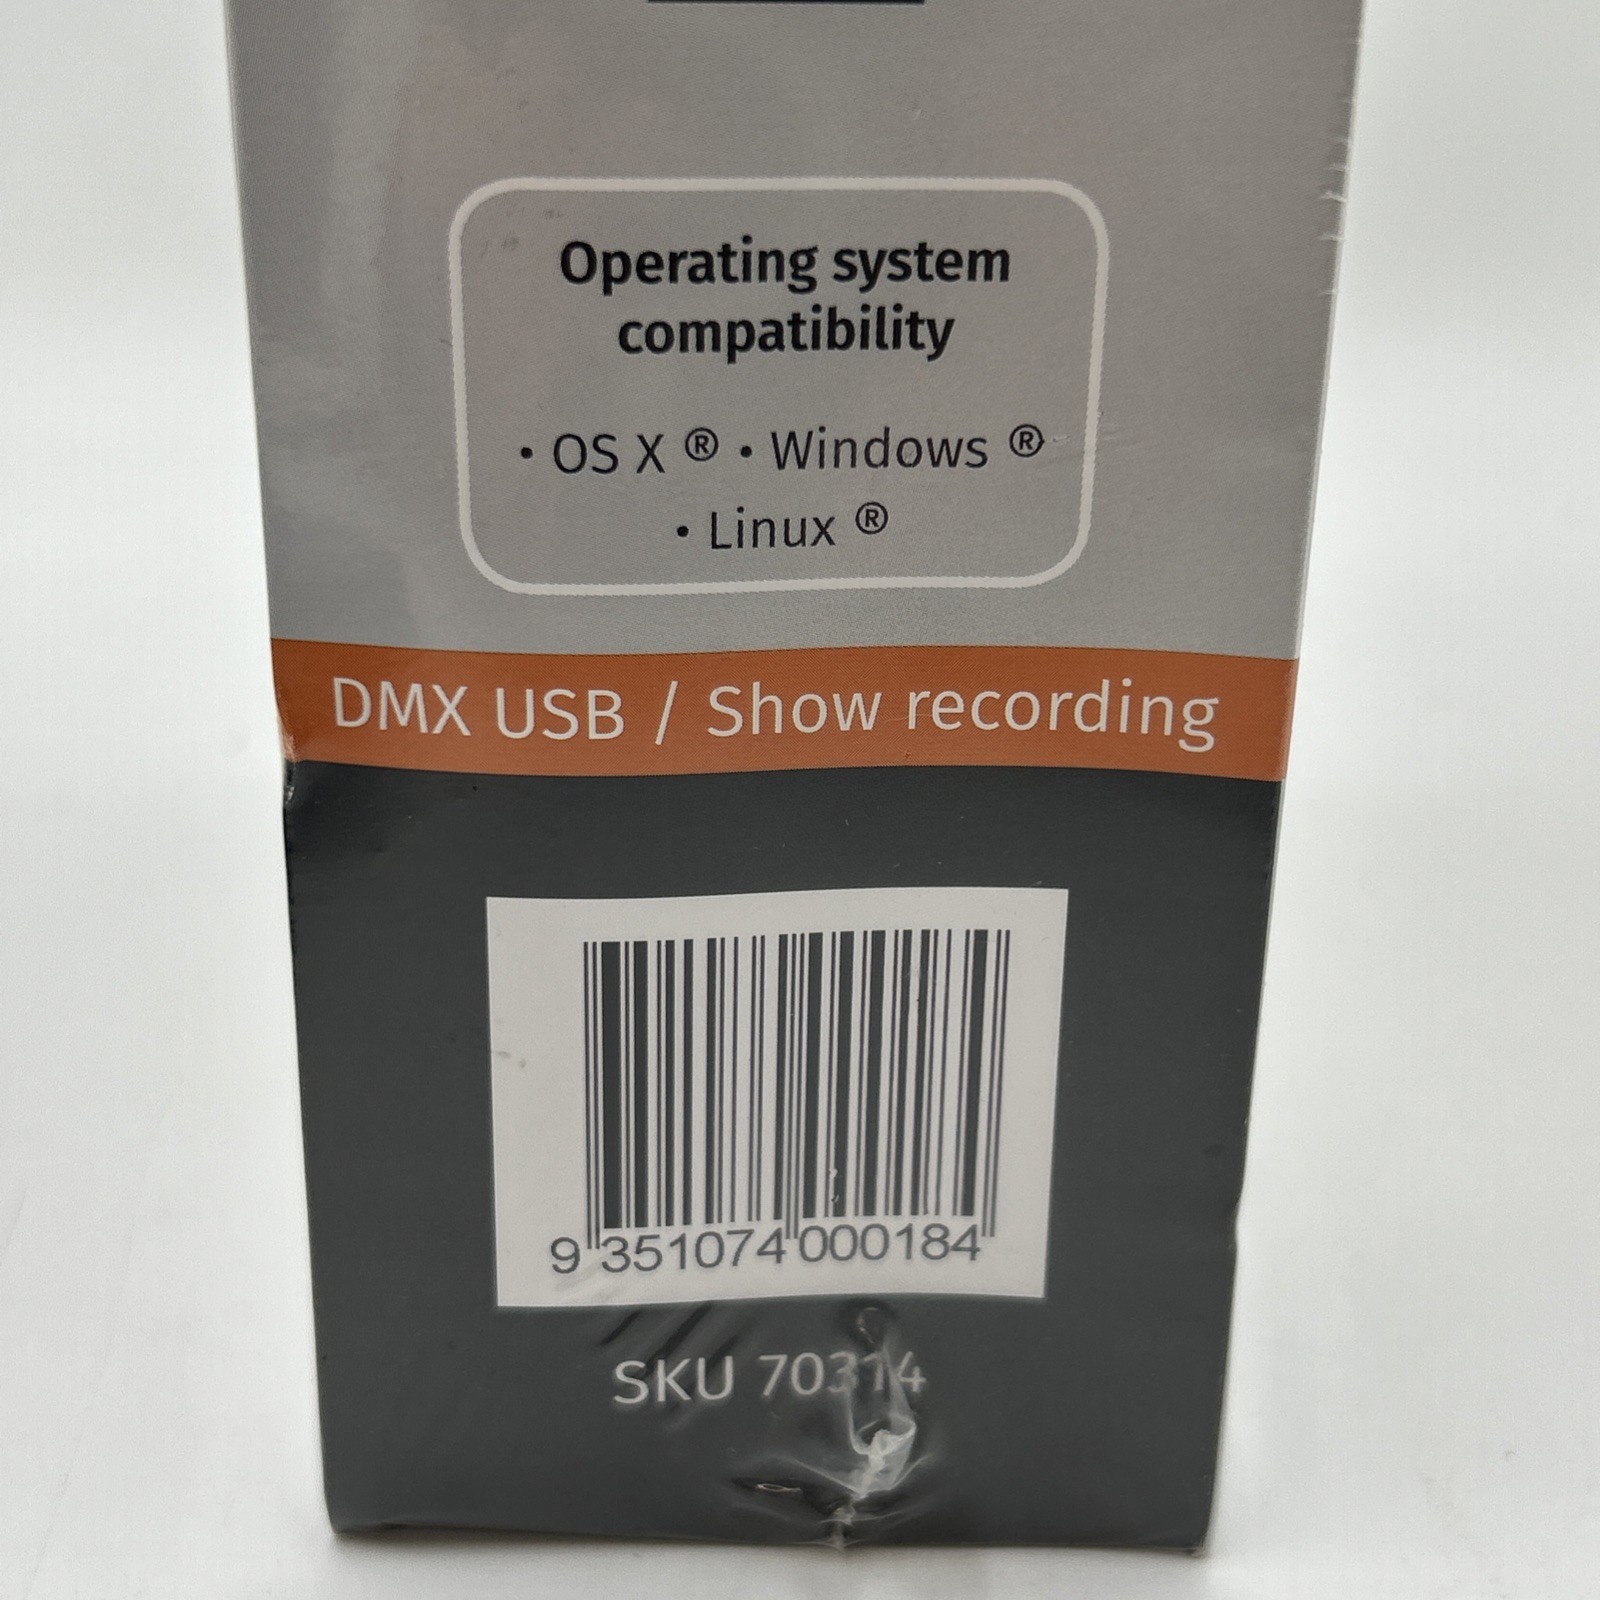 Operating system
compatibility
• OS X ® • Windows ®
• Linux ®
DMX USB / Show recording
9 351074 000184
SKU 70314